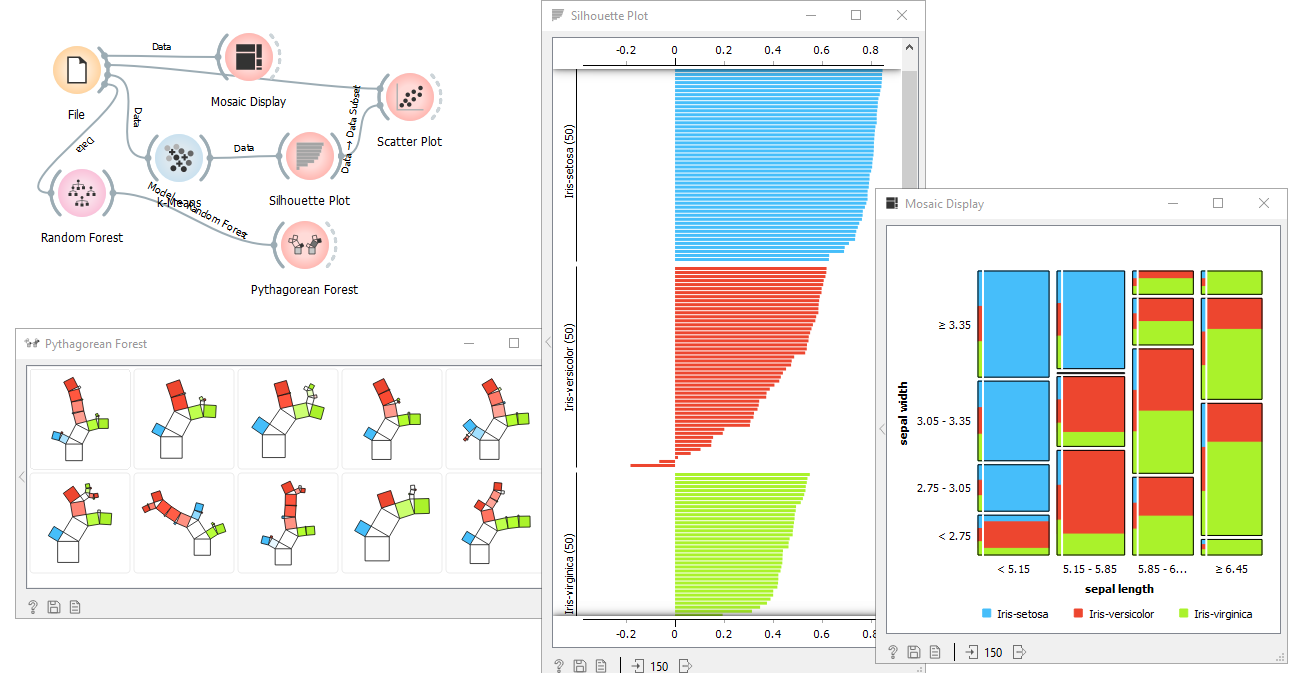 Data
Mosaic Display
File
Data
Data
Data
Data → Data Subset
Scatter Plot
k-Means
Silhouette Plot
Model → Random Forest
Random Forest
Pythagorean Forest
Pythagorean Forest
Silhouette Plot
-0.2 0 0.2 0.4 0.6 0.8
Iris-setosa (50)
Iris-versicolor (50)
Iris-virginica (50)
-0.2 0 0.2 0.4 0.6 0.8
150
Mosaic Display
sepal width
≥ 3.35
3.05 - 3.35
2.75 - 3.05
< 2.75
< 5.15 5.15 - 5.85 5.85 - 6... ≥ 6.45
sepal length
Iris-setosa Iris-versicolor Iris-virginica
150